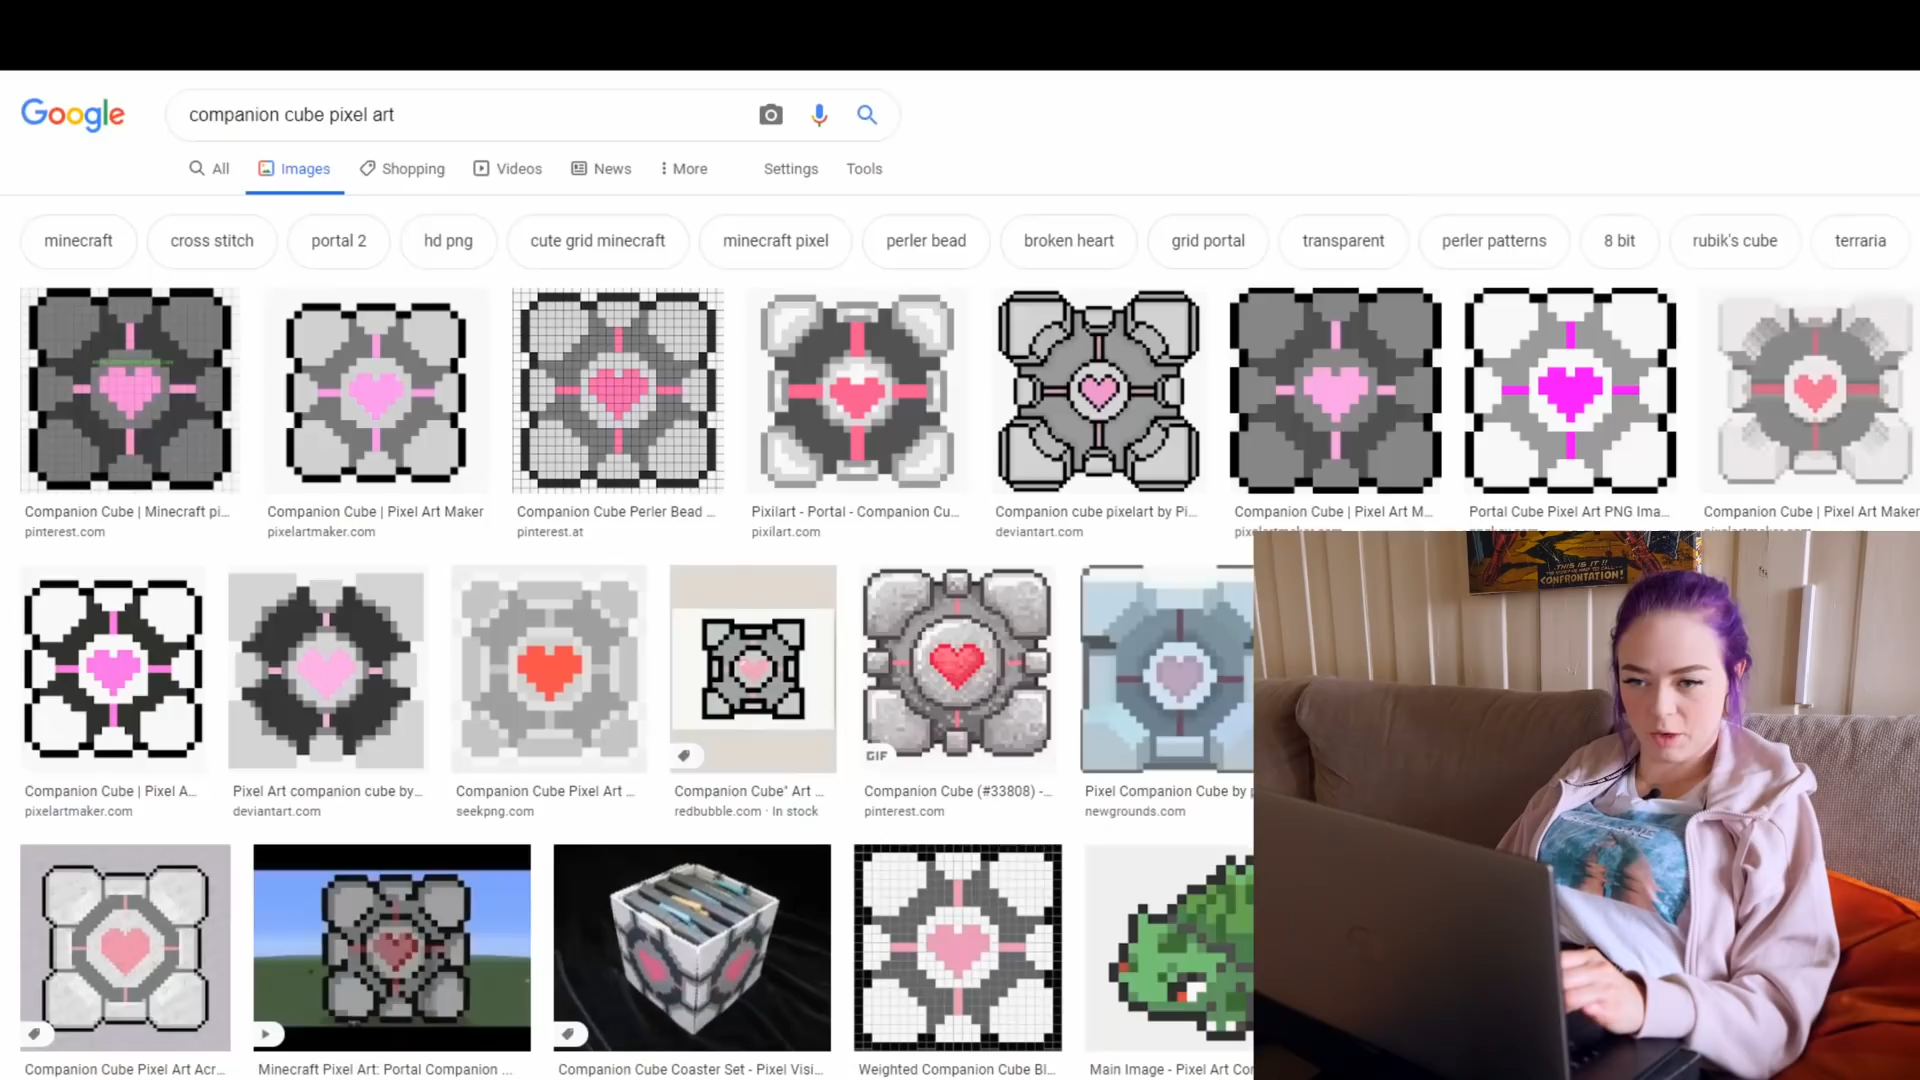 Google
companion cube pixel art
All Images Shopping Videos News More Settings Tools
minecraft cross stitch portal 2 hd png cute grid minecraft minecraft pixel perler bead broken heart grid portal transparent perler patterns 8 bit rubik's cube terraria
Companion Cube | Minecraft pi... Companion Cube | Pixel Art Maker Companion Cube Perler Bead ... Pixilart - Portal - Companion Cu... Companion cube pixelart by Pi... Companion Cube | Pixel Art M... Portal Cube Pixel Art PNG Ima... Companion Cube | Pixel Art Maker
pinterest.com pixelartmaker.com pinterest.at pixilart.com deviantart.com
THIS IS IT!!
THE
CONFRONTATION!
GIF
Companion Cube | Pixel A... Pixel Art companion cube by... Companion Cube Pixel Art ... Companion Cube" Art ... Companion Cube (#33808) -... Pixel Companion Cube by p
pixelartmaker.com deviantart.com seekpng.com redbubble.com · In stock pinterest.com newgrounds.com
Companion Cube Pixel Art Acr... Minecraft Pixel Art: Portal Companion ... Companion Cube Coaster Set - Pixel Visi... Weighted Companion Cube Bl... Main Image - Pixel Art Co